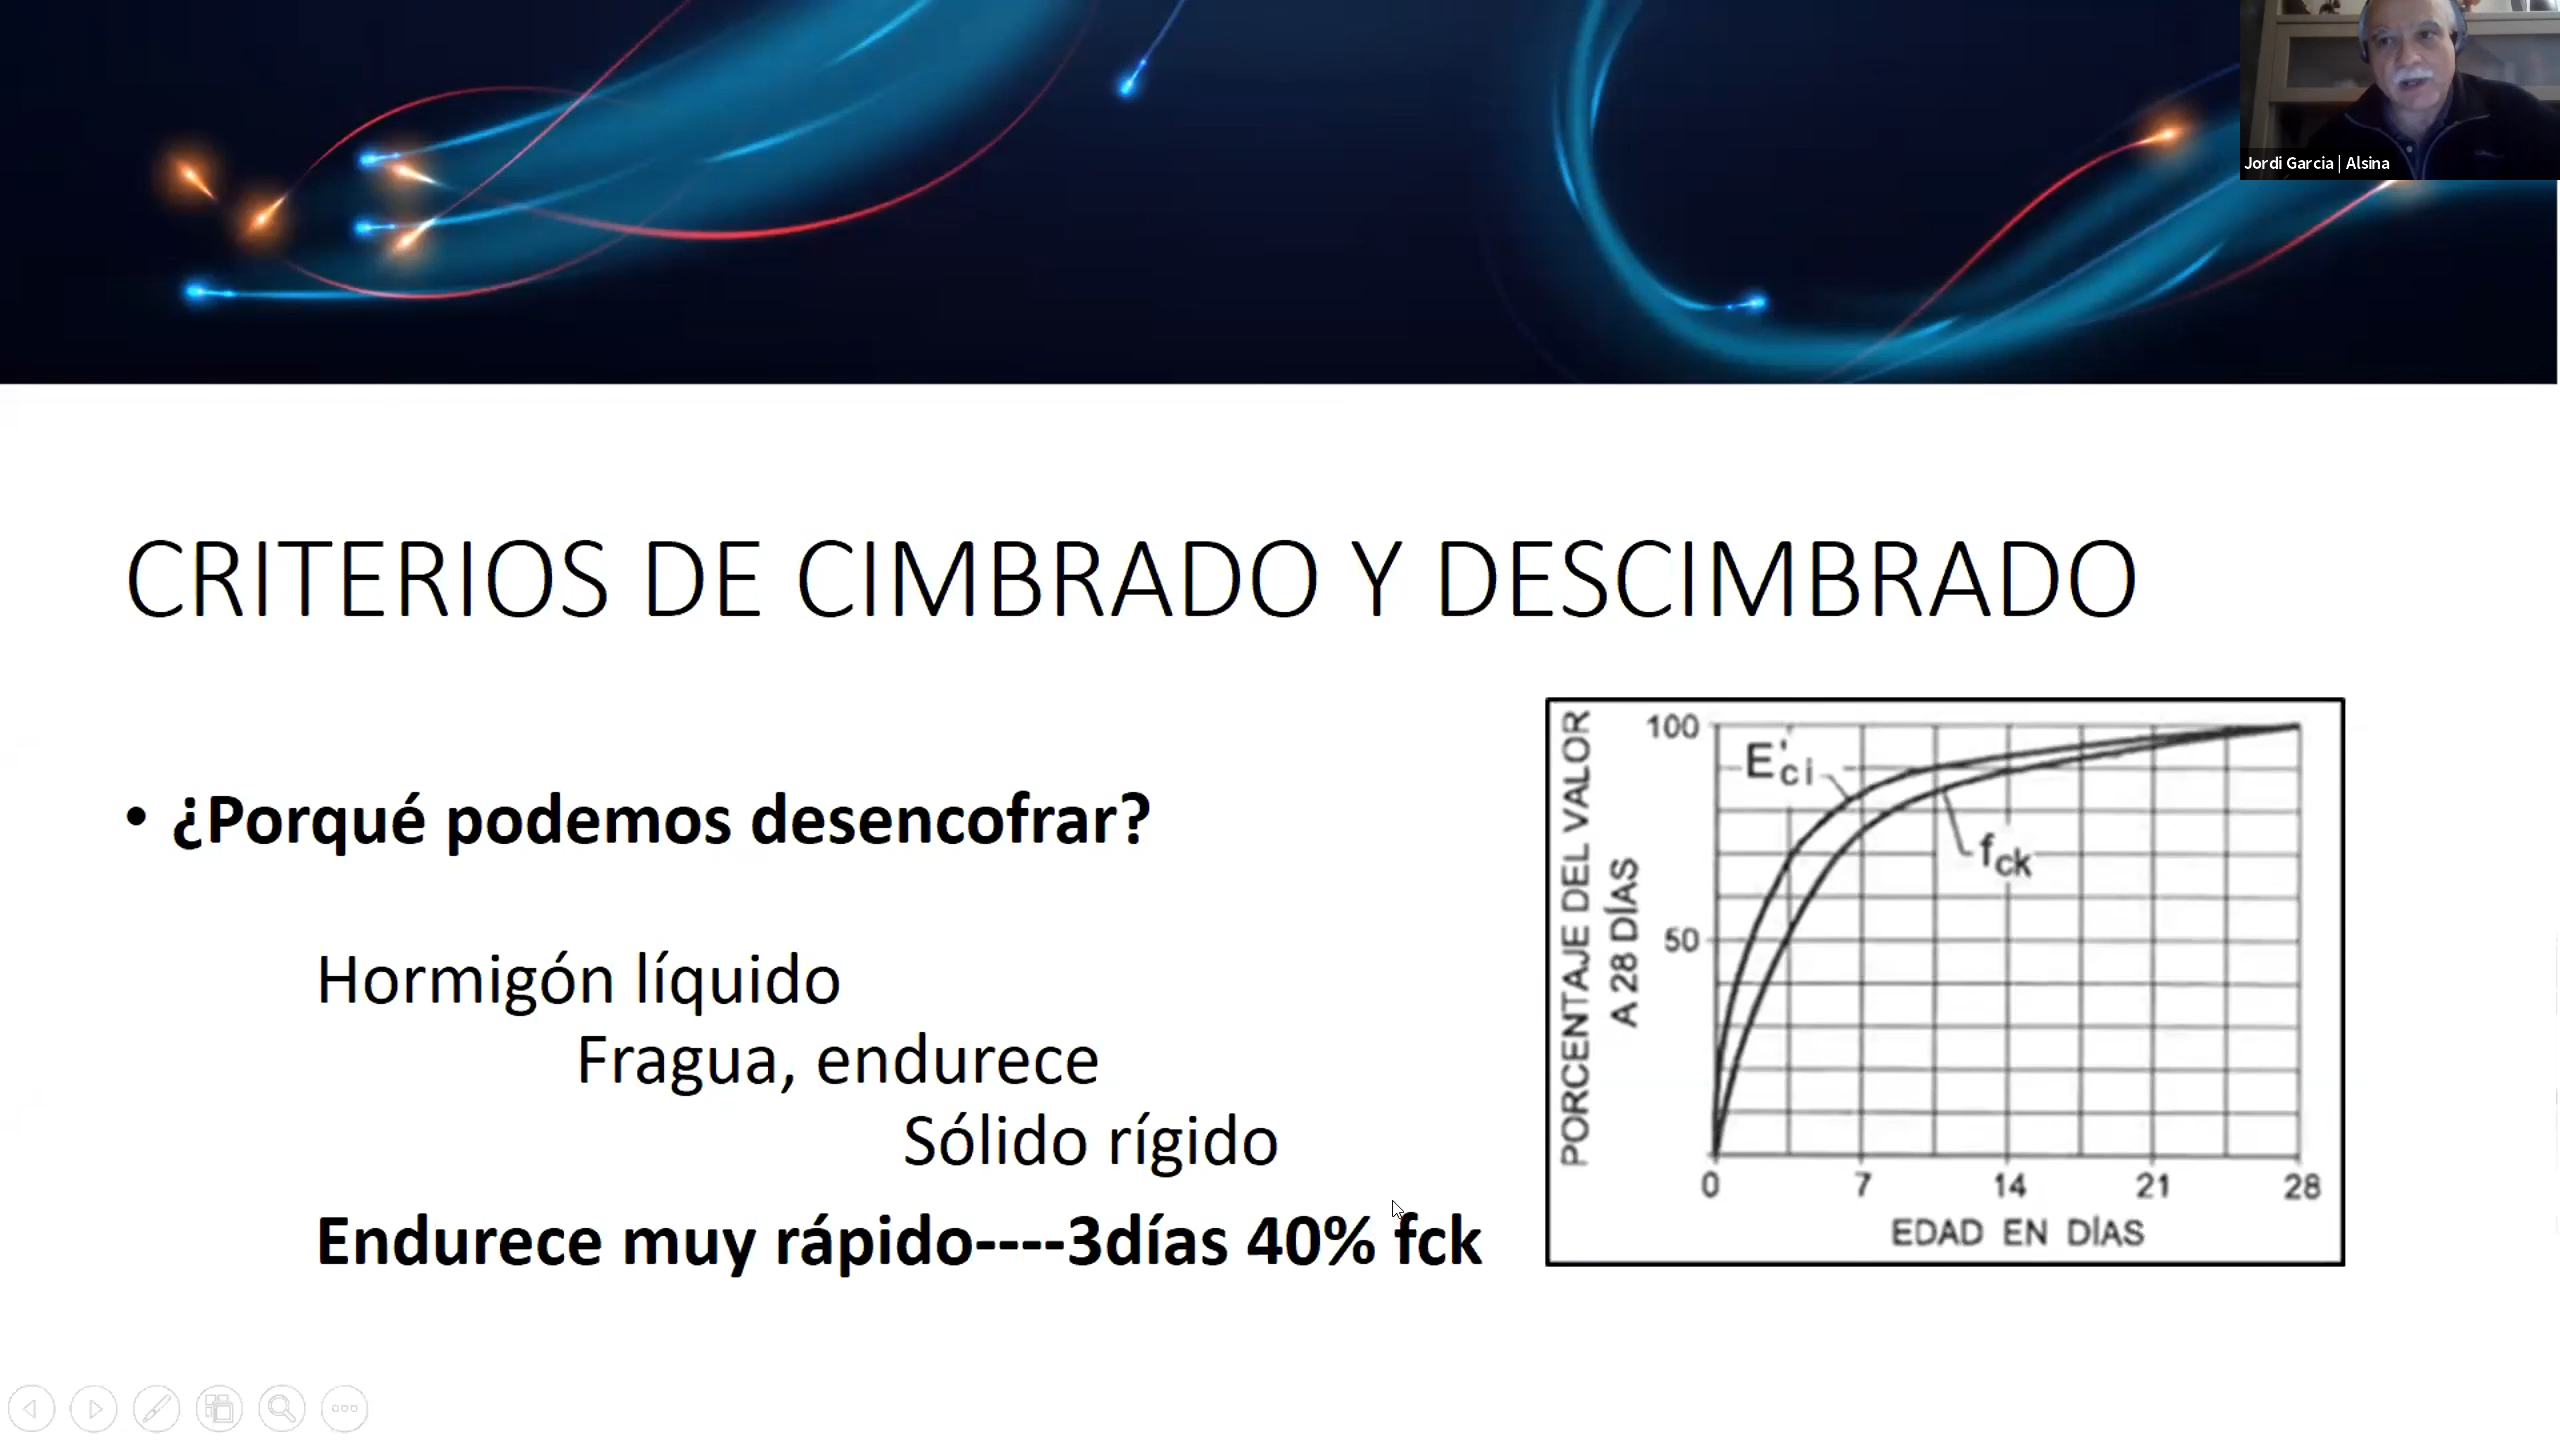 Jordi Garcia | Alsina
CRITERIOS DE CIMBRADO Y DESCIMBRADO
• ¿Porqué podemos desencofrar?
Hormigón líquido
Fragua, endurece
Sólido rígido
Endurece muy rápido----3días 40% fck
PORCENTAJE DEL VALOR
A 28 DÍAS
100
E'ci
fck
50
0 7 14 21 28
EDAD EN DÍAS